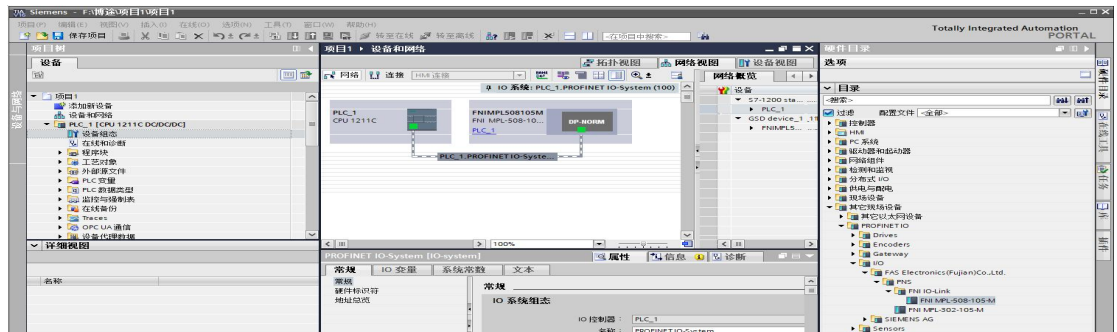 Siemens - F:\博途\项目1\项目1
项目(P) 编辑(E) 视图(V) 插入(I) 在线(O) 选项(N) 工具(T) 窗口(W) 帮助(H)
保存项目
转至在线 转至离线
<在项目中搜索>
Totally Integrated Automation
PORTAL
项目树
设备
设备与网络
项目1
添加新设备
设备和网络
PLC_1 [CPU 1211C DC/DC/DC]
设备组态
在线和诊断
程序块
工艺对象
外部源文件
PLC 变量
PLC 数据类型
监控与强制表
在线备份
Traces
OPC UA 通信
设备代理数据
详细视图
名称
项目1 ▸ 设备和网络
拓扑视图 网络视图 设备视图
网络 连接 HMI 连接
IO 系统: PLC_1.PROFINET IO-System (100)
PLC_1
CPU 1211C
FNIMPL508105M
FNI MPL-508-10...
PLC_1
DP-NORM
PLC_1.PROFINET IO-Syste...
100%
网络概览
设备
S7-1200 sta...
PLC_1
GSD device_1
FNIMPLS...
PROFINET IO-System [IO-system]
属性 信息 诊断
常规 IO 变量 系统常数 文本
常规
硬件标识符
地址总览
常规
IO 系统组态
IO 控制器: PLC_1
名称: PROFINET IO-System
硬件目录
选项
目录
<搜索>
过滤 配置文件 <全部>
控制器
HMI
PC 系统
驱动器和起动器
网络组件
检测和监视
分布式 I/O
供电与配电
现场设备
其它现场设备
其它以太网设备
PROFINET IO
Drives
Encoders
Gateway
I/O
FAS Electronics(Fujian)Co.,Ltd.
PNS
FNI IO-Link
FNI MPL-508-105-M
FNI MPL-302-105-M
SIEMENS AG
Sensors